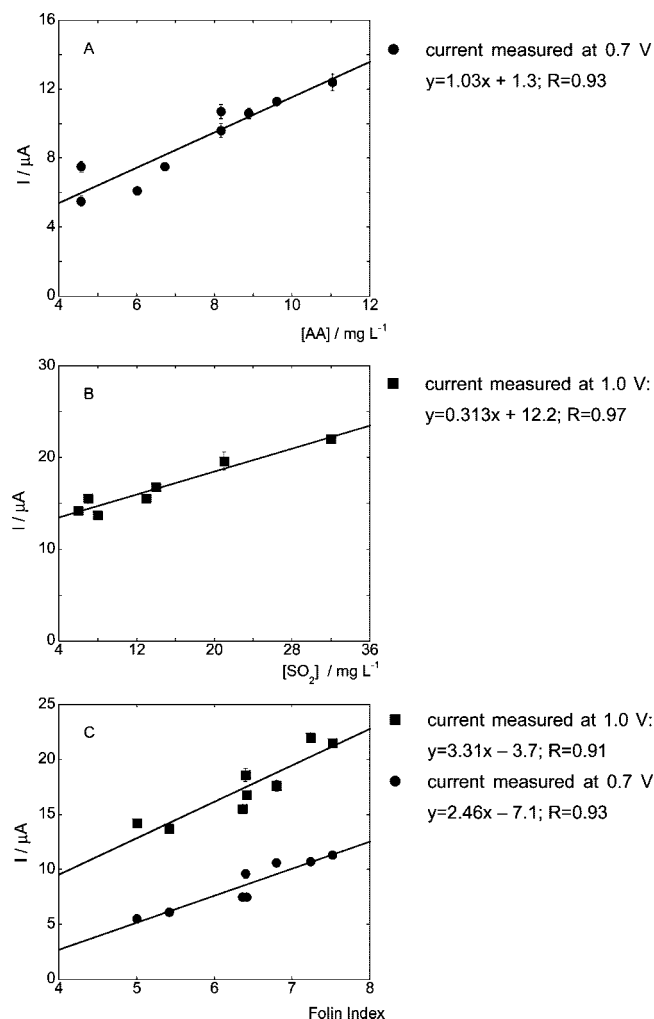 16
A
12
I / μA
8
4
0
4
6
8
10
12
[AA] / mg L⁻¹
current measured at 0.7 V
y=1.03x + 1.3; R=0.93
30
B
20
I / μA
10
0
4
12
20
28
36
[SO₂] / mg L⁻¹
current measured at 1.0 V:
y=0.313x + 12.2; R=0.97
25
C
20
15
I / μA
10
5
0
4
5
6
7
8
Folin Index
current measured at 1.0 V:
y=3.31x – 3.7; R=0.91
current measured at 0.7 V
y=2.46x – 7.1; R=0.93